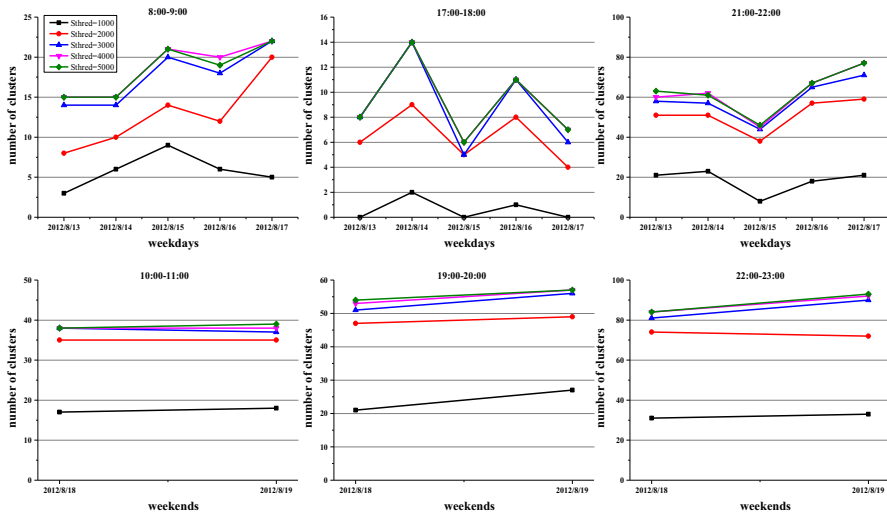 8:00-9:00
Sthred=1000
Sthred=2000
Sthred=3000
Sthred=4000
Sthred=5000
number of clusters
25
20
15
10
5
0
2012/8/13 2012/8/14 2012/8/15 2012/8/16 2012/8/17
weekdays
17:00-18:00
number of clusters
16
14
12
10
8
6
4
2
0
2012/8/13 2012/8/14 2012/8/15 2012/8/16 2012/8/17
weekdays
21:00-22:00
number of clusters
100
80
60
40
20
0
2012/8/13 2012/8/14 2012/8/15 2012/8/16 2012/8/17
weekdays
10:00-11:00
number of clusters
50
40
30
20
10
0
2012/8/18 2012/8/19
weekends
19:00-20:00
number of clusters
60
50
40
30
20
10
0
2012/8/18 2012/8/19
weekends
22:00-23:00
number of clusters
100
80
60
40
20
0
2012/8/18 2012/8/19
weekends